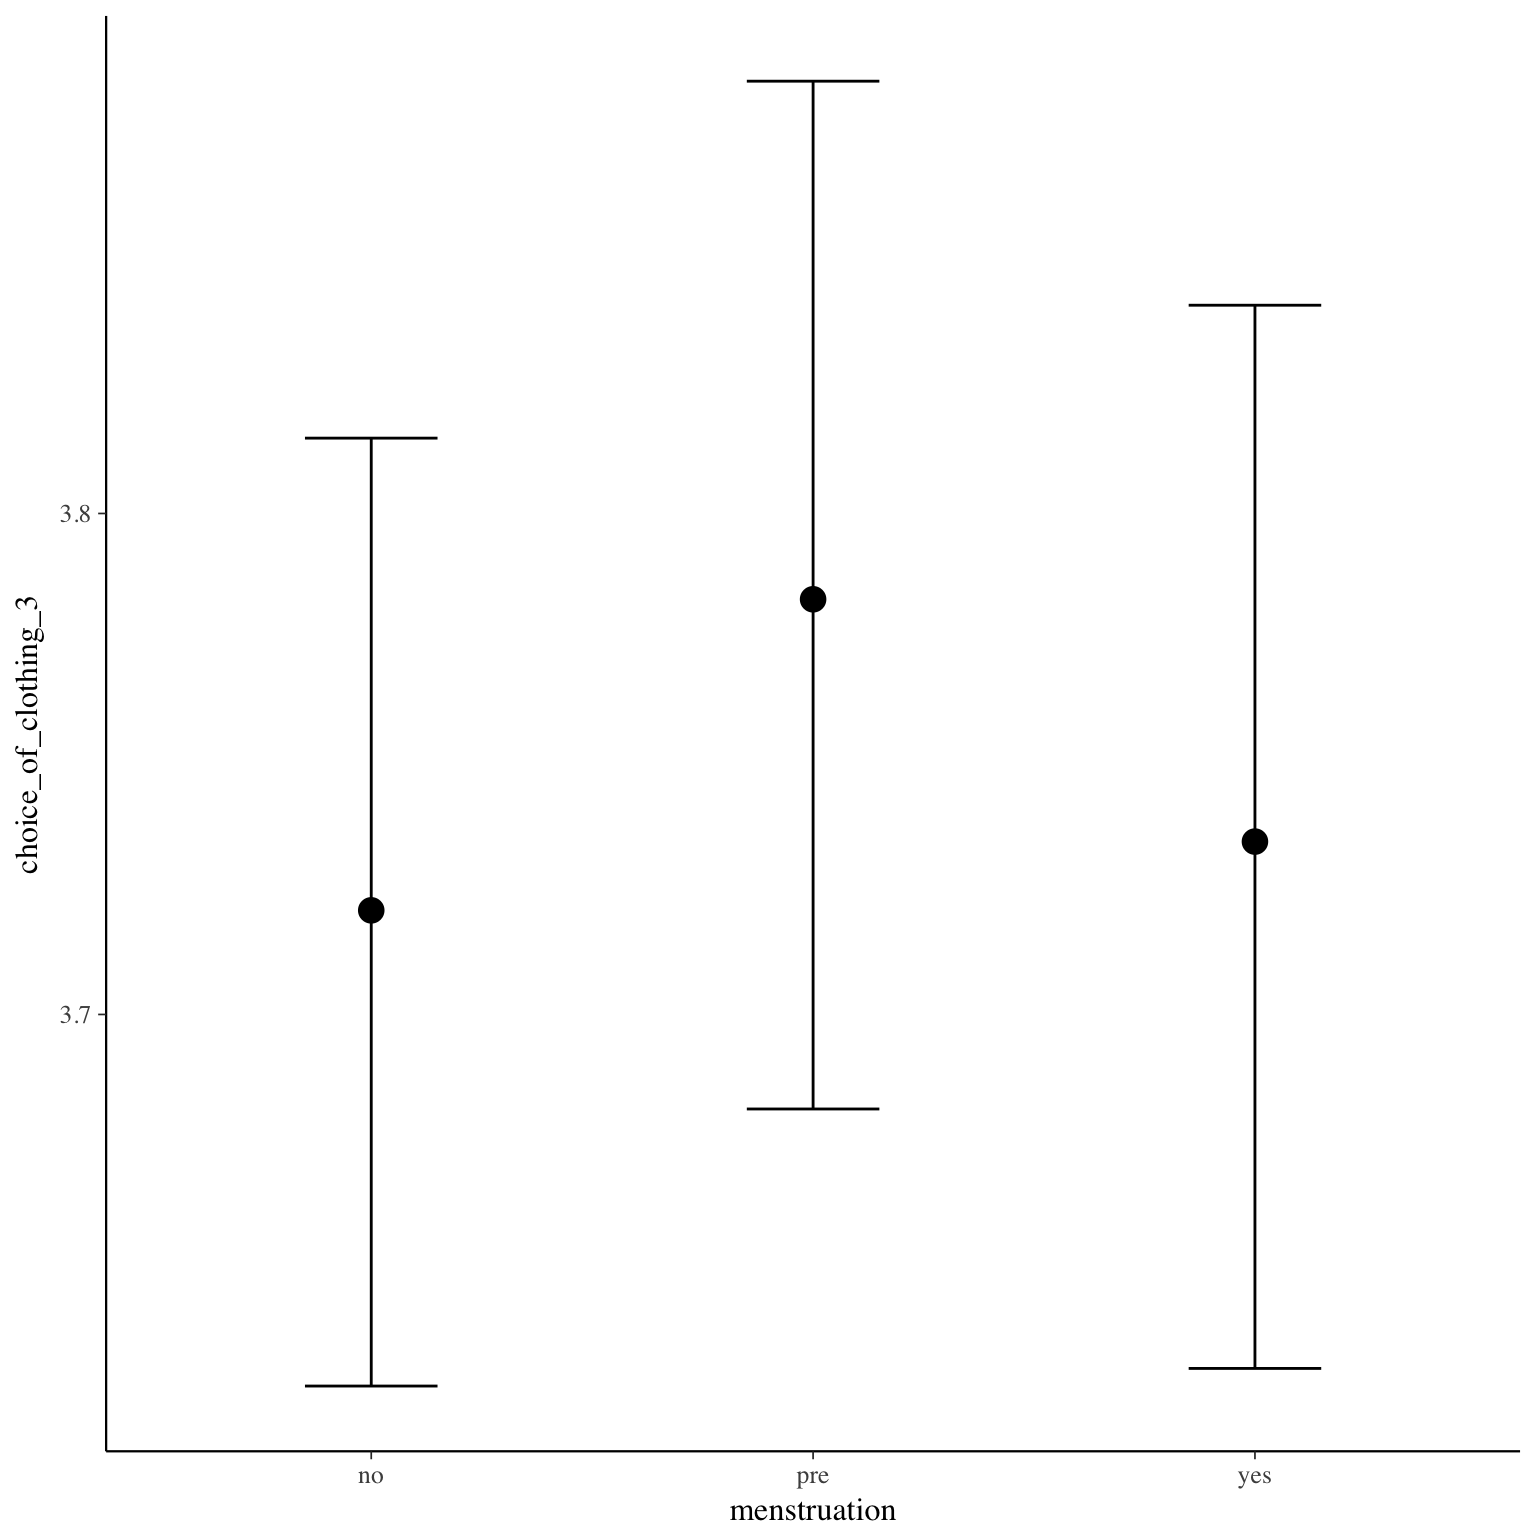 choice_of_clothing_3
3.8
3.7
no
pre
yes
menstruation